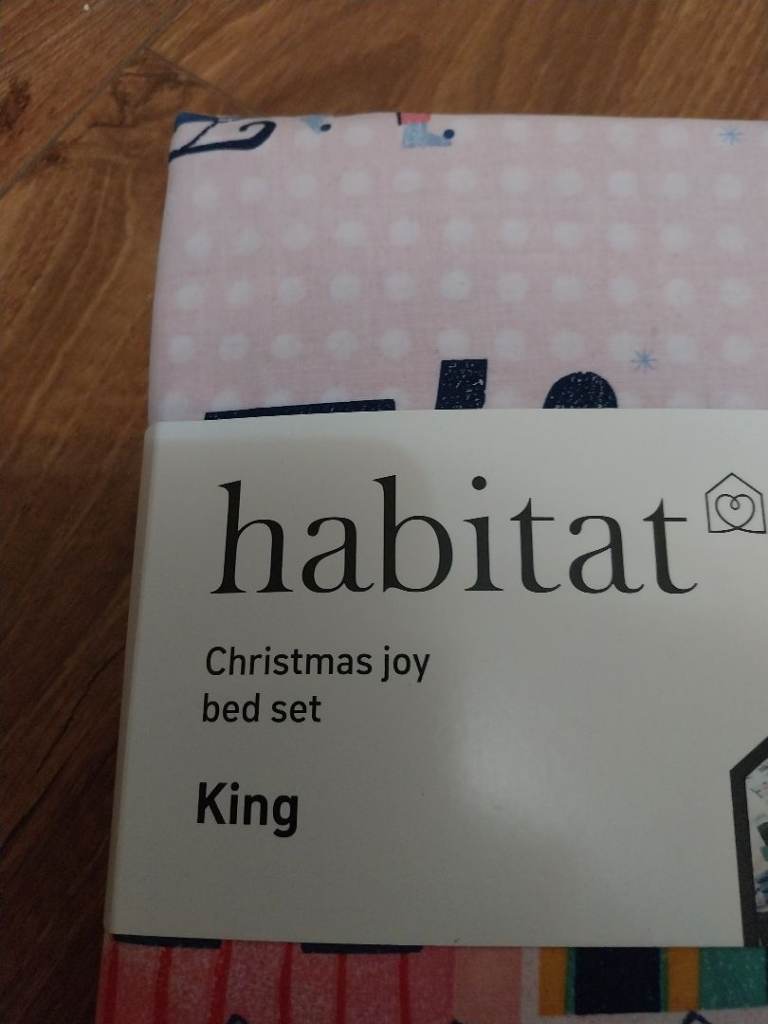 habitat
Christmas joy
bed set
King